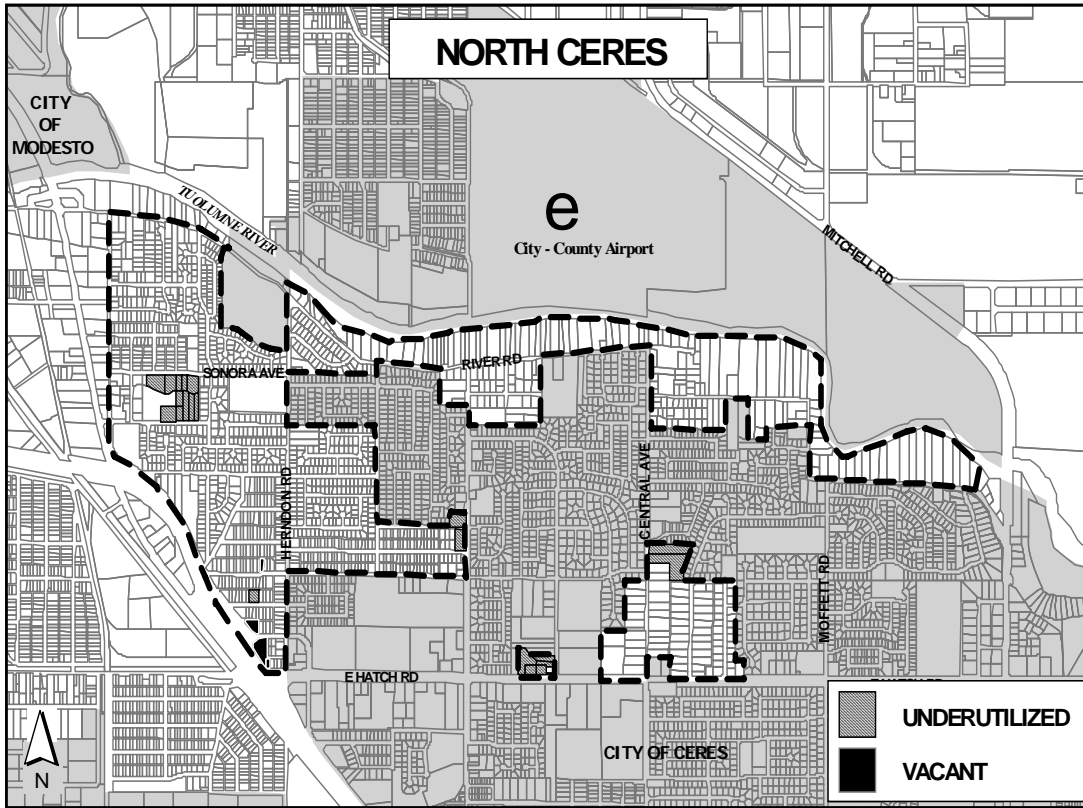 NORTH CERES
CITY
OF
MODESTO
TUOLUMNE RIVER
e
City - County Airport
MITCHELL RD
RIVER RD
SONORA AVE
HERNDON RD
CENTRAL AVE
MOFFETT RD
E HATCH RD
CITY OF CERES
UNDERUTILIZED
VACANT
N